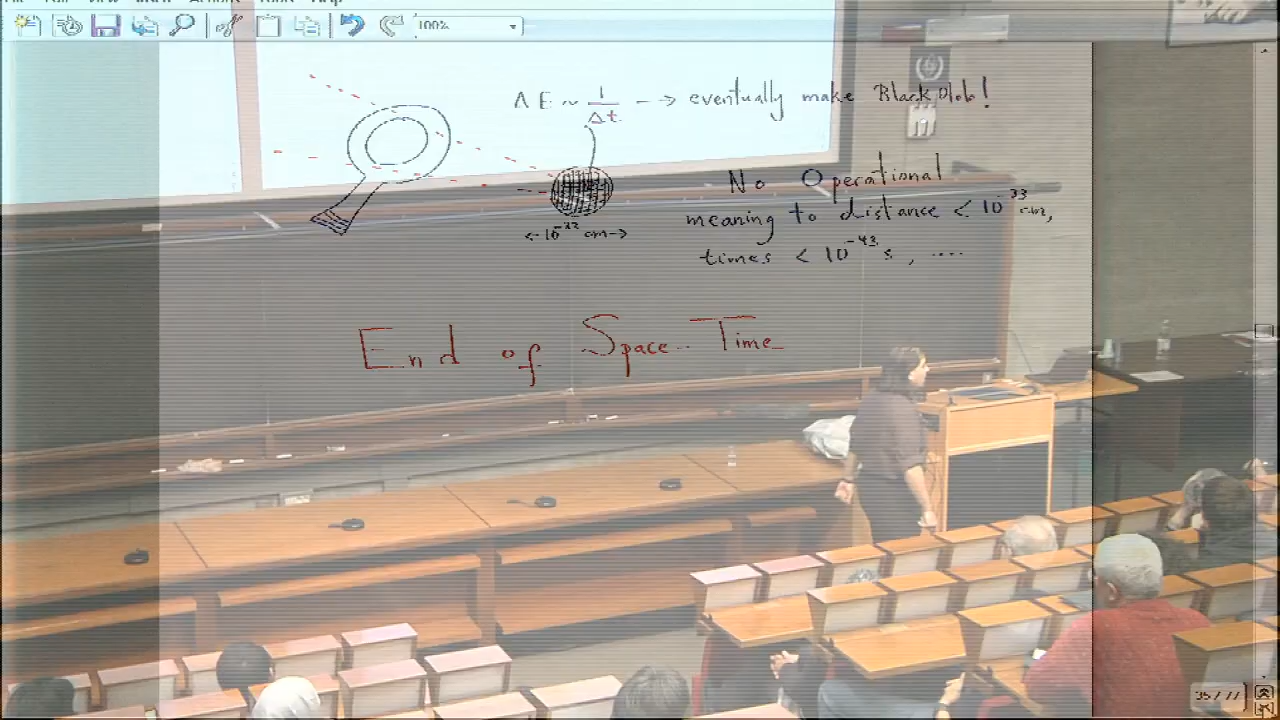 100%
ΔE ~ 1/Δt --> eventually make Black Hole!
No Operational
meaning to distance < 10^-33 cm,
<-10^-33 cm->
times < 10^-43 s, ....
End of Space-Time